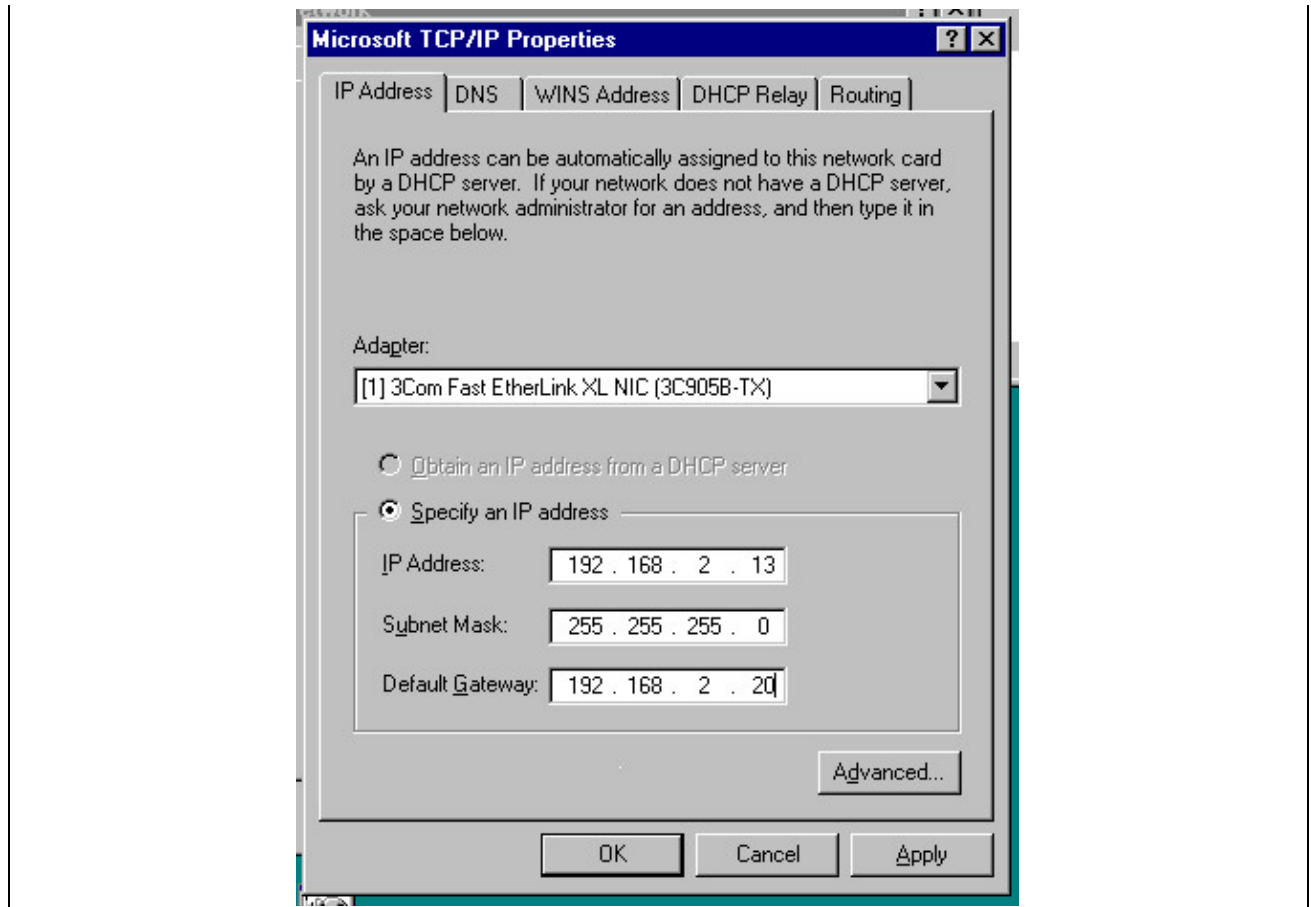 Microsoft TCP/IP Properties
IP Address DNS WINS Address DHCP Relay Routing
An IP address can be automatically assigned to this network card
by a DHCP server. If your network does not have a DHCP server,
ask your network administrator for an address, and then type it in
the space below.
Adapter:
[1] 3Com Fast EtherLink XL NIC (3C905B-TX)
Obtain an IP address from a DHCP server
Specify an IP address
IP Address: 192 . 168 . 2 . 13
Subnet Mask: 255 . 255 . 255 . 0
Default Gateway: 192 . 168 . 2 . 20
Advanced...
OK Cancel Apply